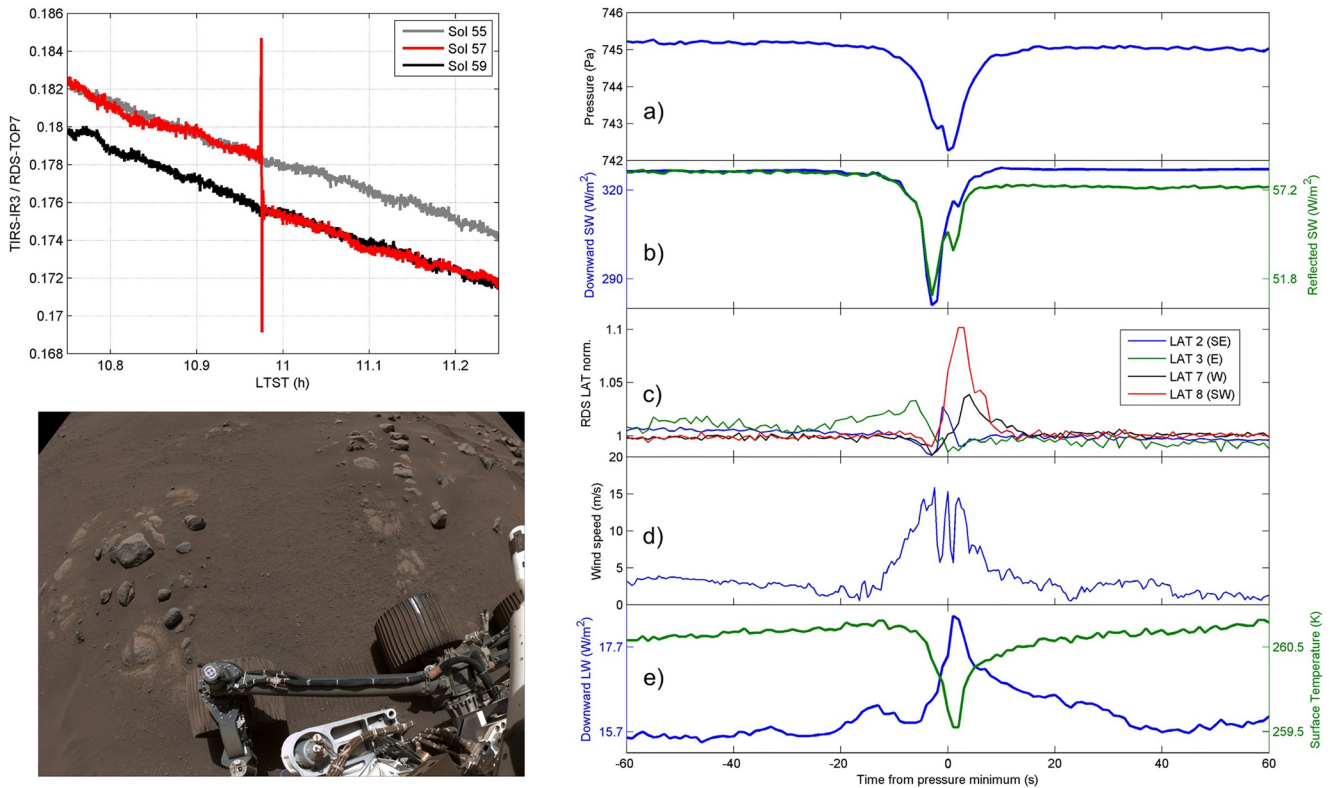 0.186
0.184
0.182
0.18
0.178
0.176
0.174
0.172
0.17
0.168
TIRS-IR3 / RDS-TOP7
Sol 55
Sol 57
Sol 59
10.8
10.9
11
11.1
11.2
LTST (h)
746
745
744
743
742
Pressure (Pa)
a)
320
290
Downward SW (W/m2)
b)
57.2
51.8
Reflected SW (W/m2)
1.1
1.05
1
RDS LAT norm.
c)
LAT 2 (SE)
LAT 3 (E)
LAT 7 (W)
LAT 8 (SW)
20
15
10
5
0
Wind speed (m/s)
d)
17.7
15.7
Downward LW (W/m2)
e)
260.5
259.5
Surface Temperature (K)
-60
-40
-20
0
20
40
60
Time from pressure minimum (s)